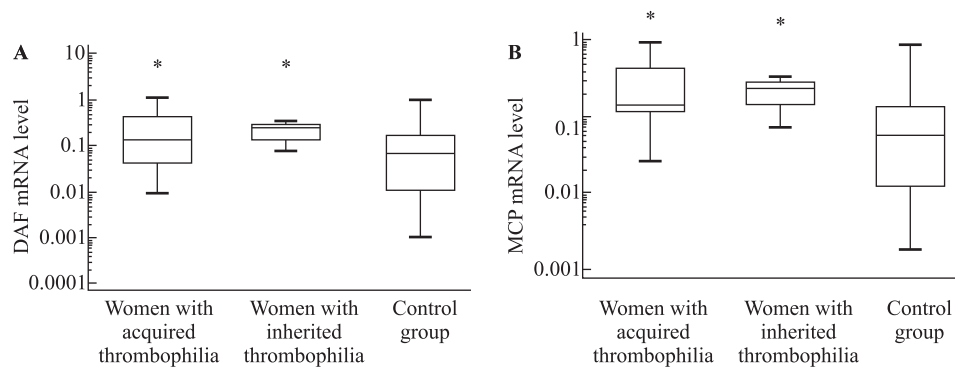 A
DAF mRNA level
10
1
0.1
0.01
0.001
0.0001
*
*
Women with
acquired
thrombophilia
Women with
inherited
thrombophilia
Control
group
B
MCP mRNA level
1
0.1
0.01
0.001
*
*
Women with
acquired
thrombophilia
Women with
inherited
thrombophilia
Control
group